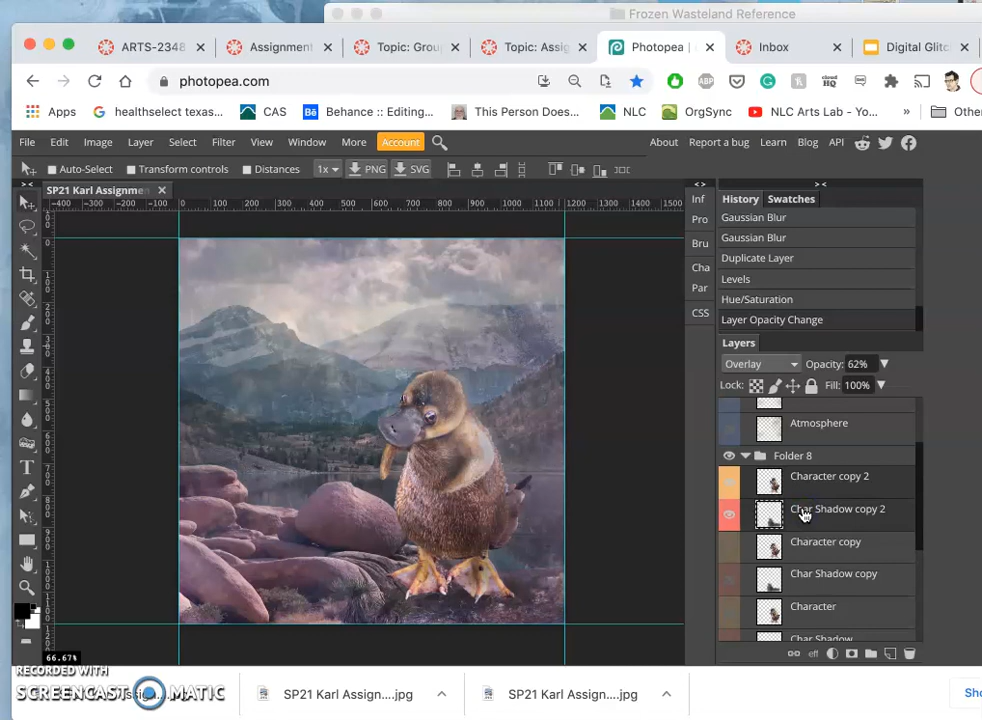 Frozen Wasteland Reference
ARTS-2348
Assignment
Topic: Grou
Topic: Assig
Photopea |
Inbox
Digital Glitc
photopea.com
ABP
cloud HQ
Apps
healthselect texas...
CAS
Behance :: Editing...
This Person Does...
NLC
OrgSync
NLC Arts Lab - Yo...
»
Othe
File Edit Image Layer Select Filter View Window More Account
About Report a bug Learn Blog API
Auto-Select Transform controls Distances 1x PNG SVG
SP21 Karl Assignme
-400 -300 -200 -100 0 100 200 300 400 500 600 700 800 900 1000 1100 1200 1300 1400 1500
Inf
Pro
Bru
Cha
Par
CSS
History Swatches
Gaussian Blur
Gaussian Blur
Duplicate Layer
Levels
Hue/Saturation
Layer Opacity Change
Layers
Overlay Opacity: 62%
Lock: Fill: 100%
Atmosphere
Folder 8
Character copy 2
Char Shadow copy 2
Character copy
Char Shadow copy
Character
Char Shadow
eff
66.67%
RECORDED WITH
SCREENCAST MATIC
SP21 Karl Assign....jpg
SP21 Karl Assign....jpg
Sho